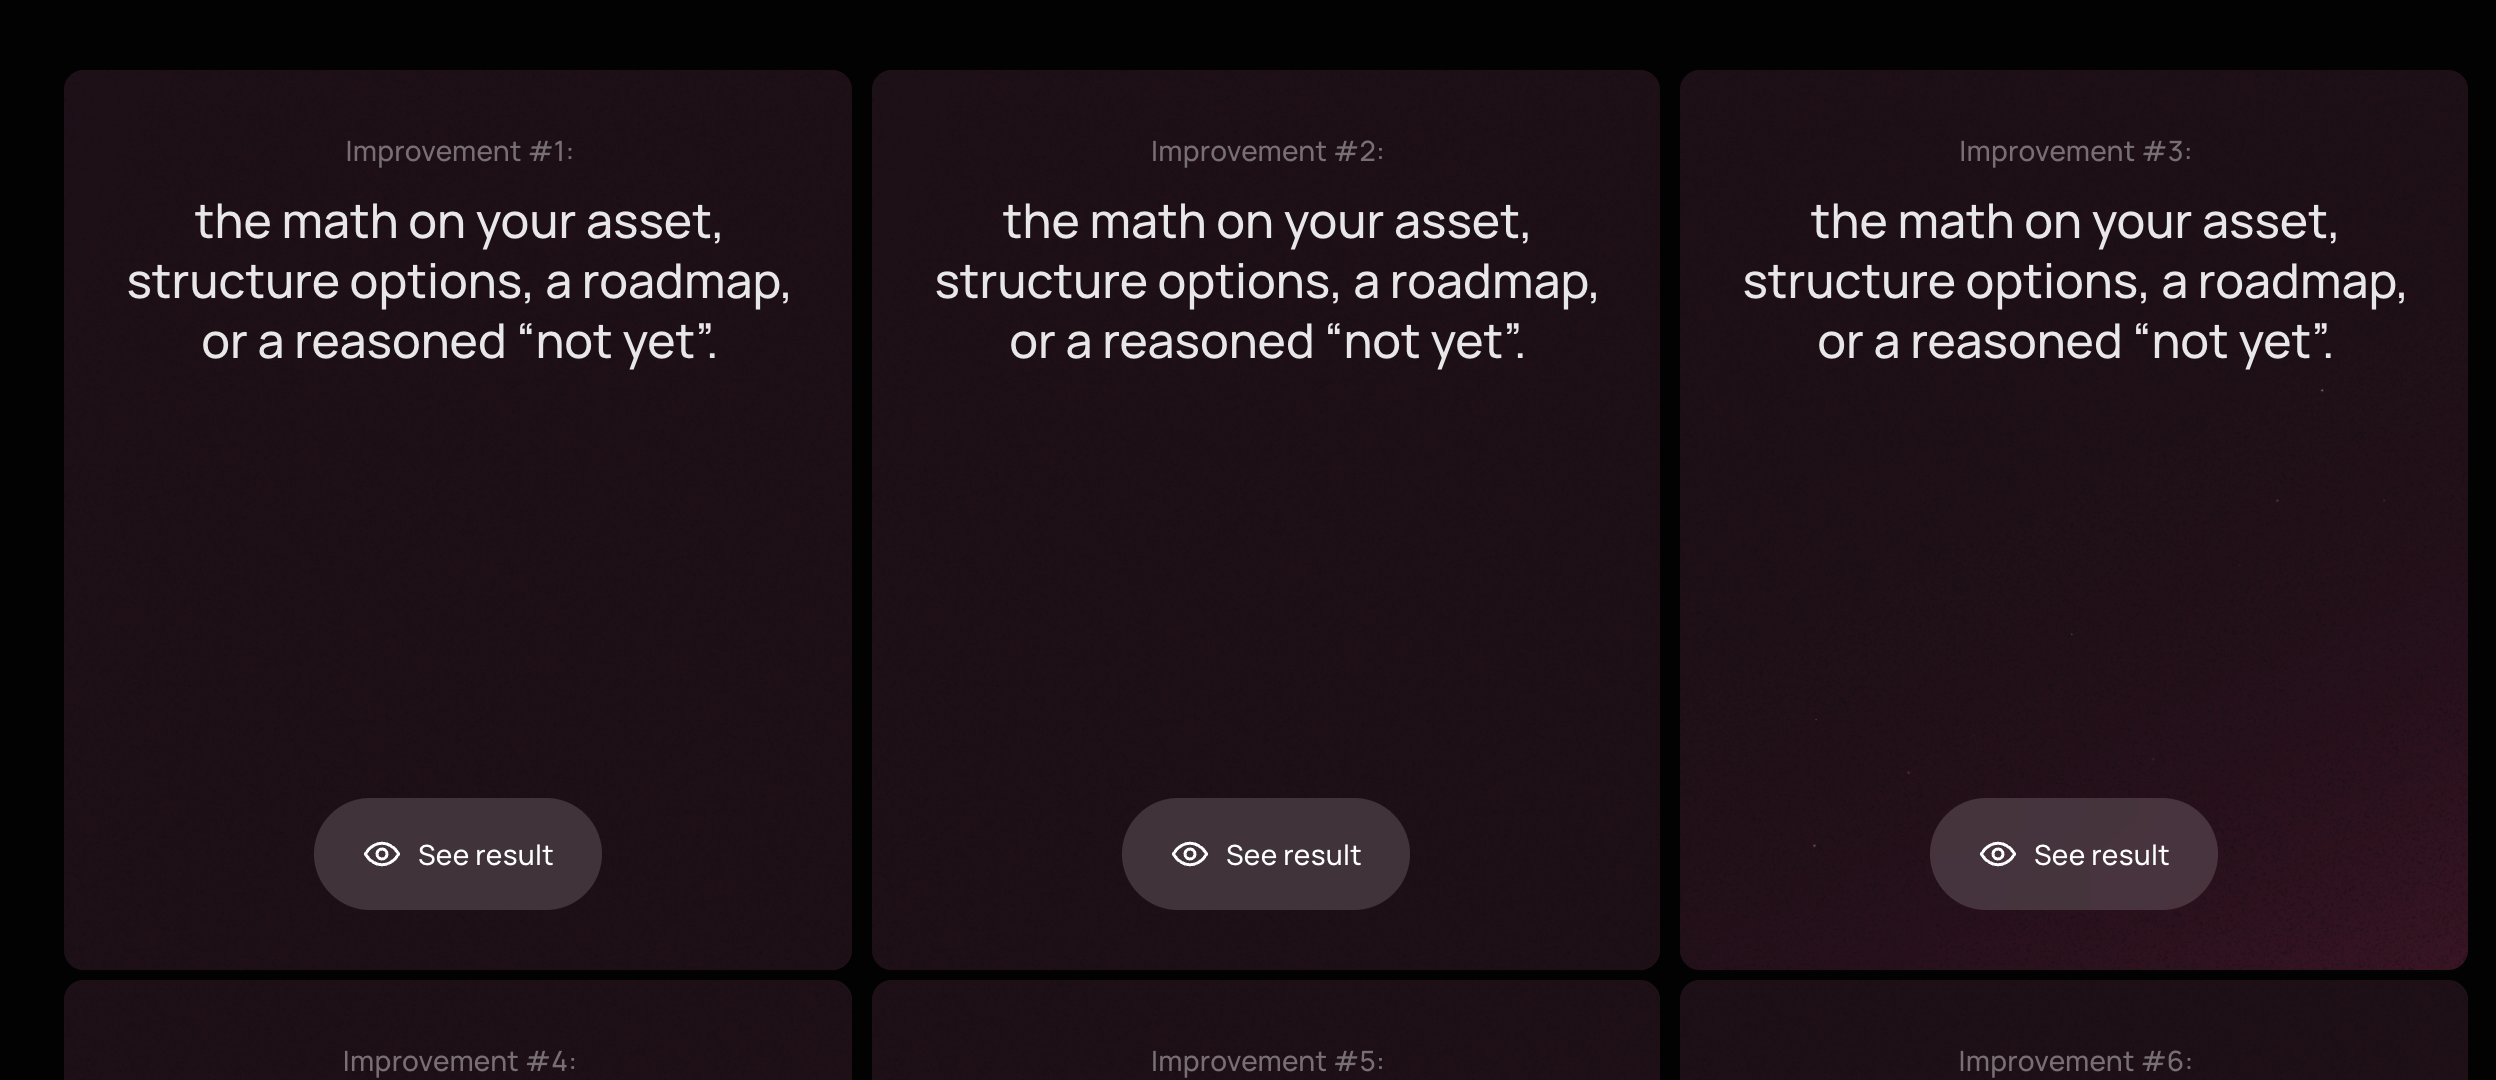 Improvement #1:
the math on your asset,
structure options, a roadmap,
or a reasoned “not yet”.
See result
Improvement #2:
the math on your asset,
structure options, a roadmap,
or a reasoned “not yet”.
See result
Improvement #3:
the math on your asset,
structure options, a roadmap,
or a reasoned “not yet”.
See result
Improvement #4:
Improvement #5:
Improvement #6: